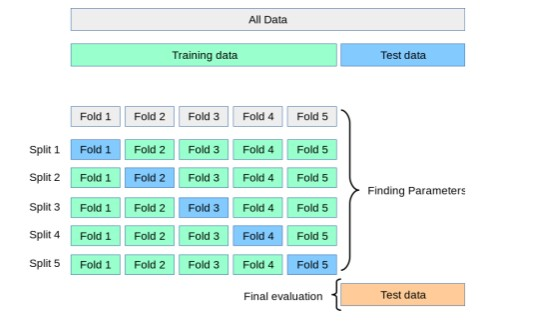 All Data
Training data Test data
Fold 1 Fold 2 Fold 3 Fold 4 Fold 5
Split 1 Fold 1 Fold 2 Fold 3 Fold 4 Fold 5
Split 2 Fold 1 Fold 2 Fold 3 Fold 4 Fold 5
Finding Parameters
Split 3 Fold 1 Fold 2 Fold 3 Fold 4 Fold 5
Split 4 Fold 1 Fold 2 Fold 3 Fold 4 Fold 5
Split 5 Fold 1 Fold 2 Fold 3 Fold 4 Fold 5
Final evaluation Test data